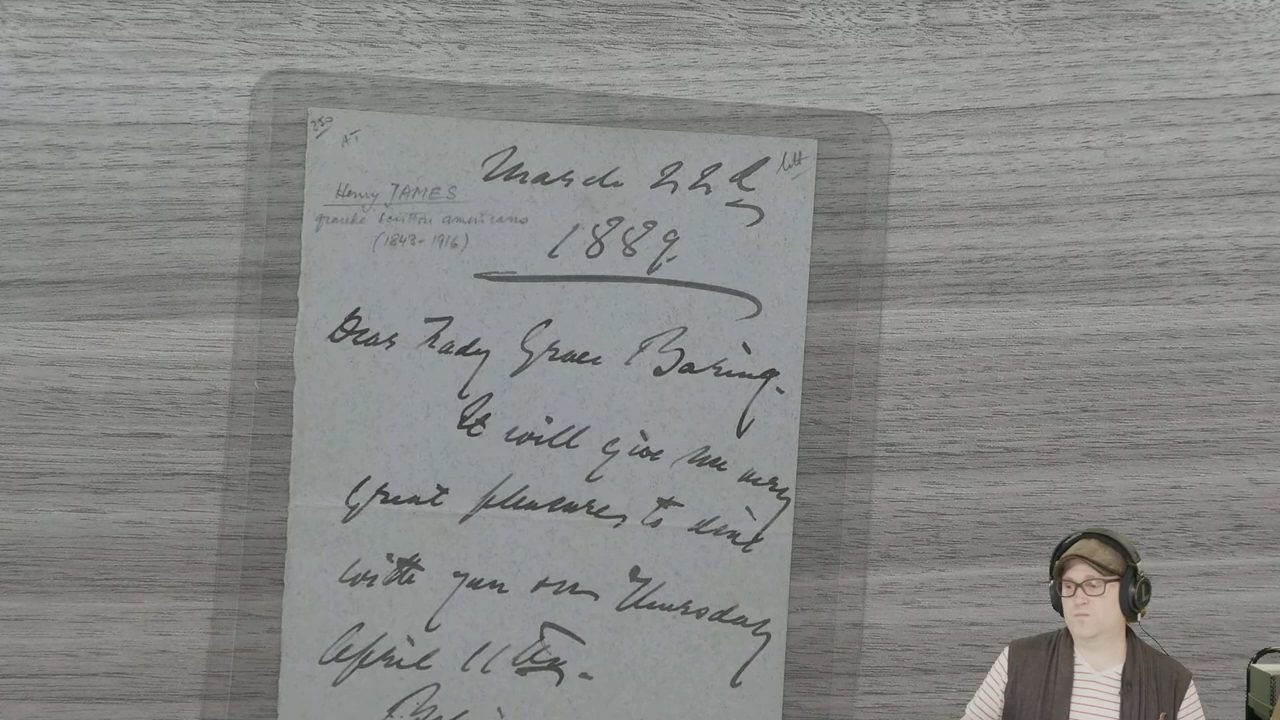 250
March 22d
Henry JAMES
grande scrittore americano
(1843-1916)
1889.
Dear Lady Grace Baring.
It will give me very
great pleasure to dine
with you on Thursday
April 11th.